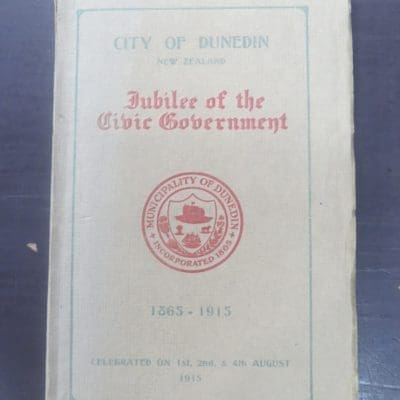 CITY OF DUNEDIN
NEW ZEALAND
Jubilee of the
Civic Government
MUNICIPALITY OF DUNEDIN
INCORPORATED 1865
1865 - 1915
CELEBRATED ON 1st, 2nd, & 4th AUGUST
1915